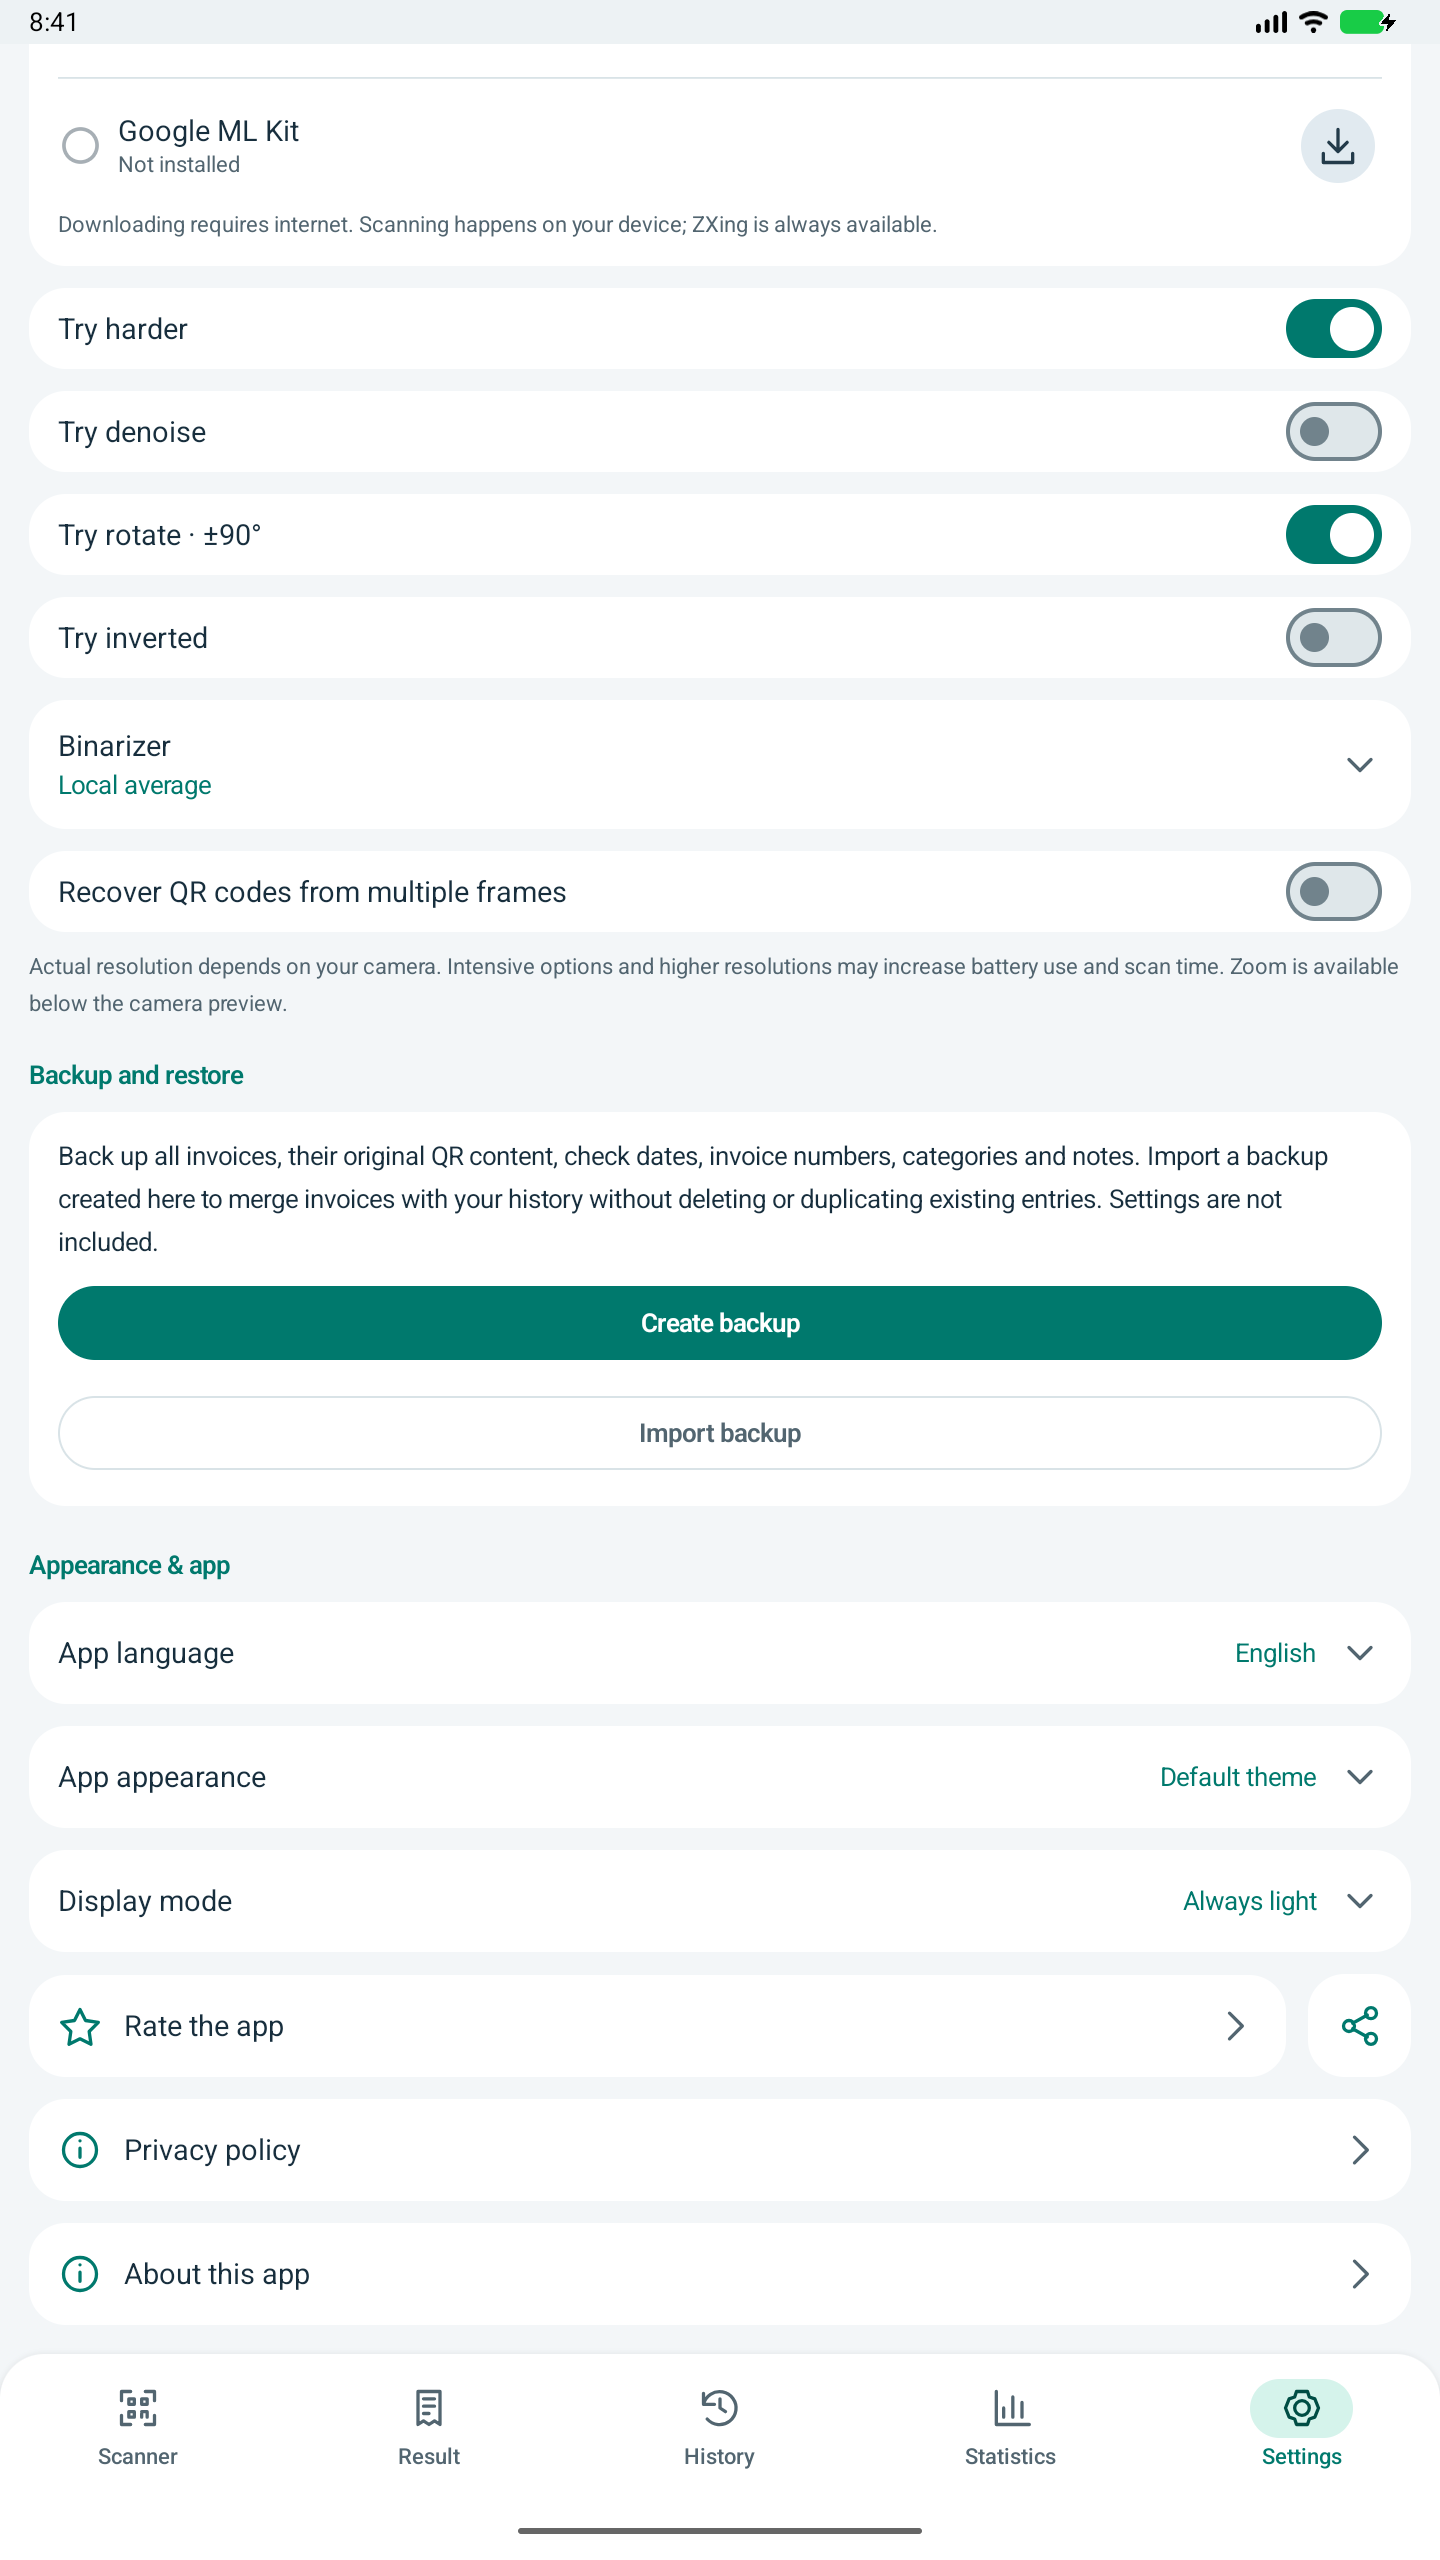 8:41
Google ML Kit
Not installed
Downloading requires internet. Scanning happens on your device; ZXing is always available.
Try harder
Try denoise
Try rotate · ±90°
Try inverted
Binarizer
Local average
Recover QR codes from multiple frames
Actual resolution depends on your camera. Intensive options and higher resolutions may increase battery use and scan time. Zoom is available
below the camera preview.
Backup and restore
Back up all invoices, their original QR content, check dates, invoice numbers, categories and notes. Import a backup
created here to merge invoices with your history without deleting or duplicating existing entries. Settings are not
included.
Create backup
Import backup
Appearance & app
App language
English
App appearance
Default theme
Display mode
Always light
Rate the app
Privacy policy
About this app
Scanner
Result
History
Statistics
Settings